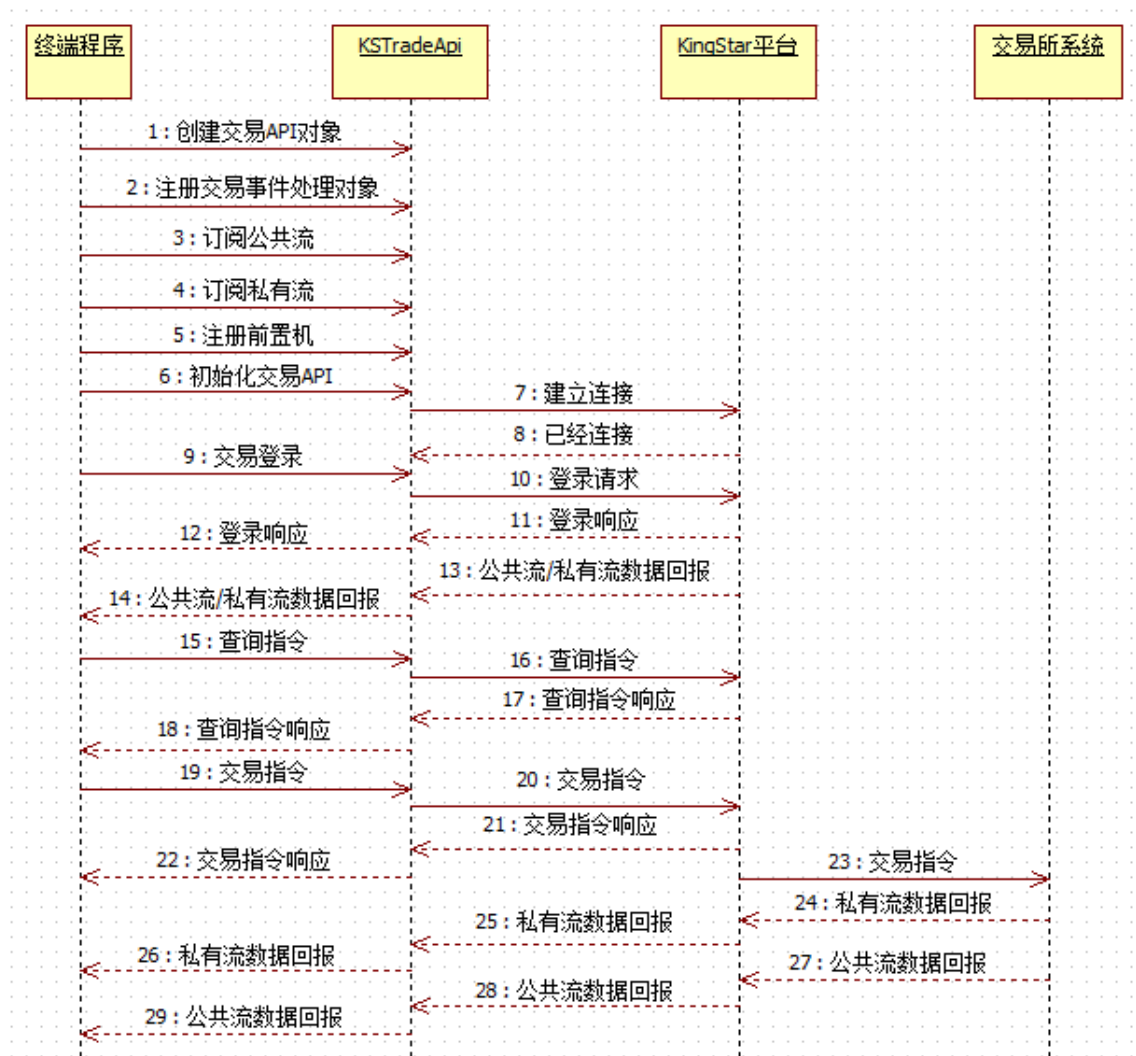 终端程序
KSTradeApi
KingStar平台
交易所系统
1 : 创建交易API对象
2 : 注册交易事件处理对象
3 : 订阅公共流
4 : 订阅私有流
5 : 注册前置机
6 : 初始化交易API
7 : 建立连接
8 : 已经连接
9 : 交易登录
10 : 登录请求
11 : 登录响应
12 : 登录响应
13 : 公共流/私有流数据回报
14 : 公共流/私有流数据回报
15 : 查询指令
16 : 查询指令
17 : 查询指令响应
18 : 查询指令响应
19 : 交易指令
20 : 交易指令
21 : 交易指令响应
22 : 交易指令响应
23 : 交易指令
24 : 私有流数据回报
25 : 私有流数据回报
26 : 私有流数据回报
27 : 公共流数据回报
28 : 公共流数据回报
29 : 公共流数据回报